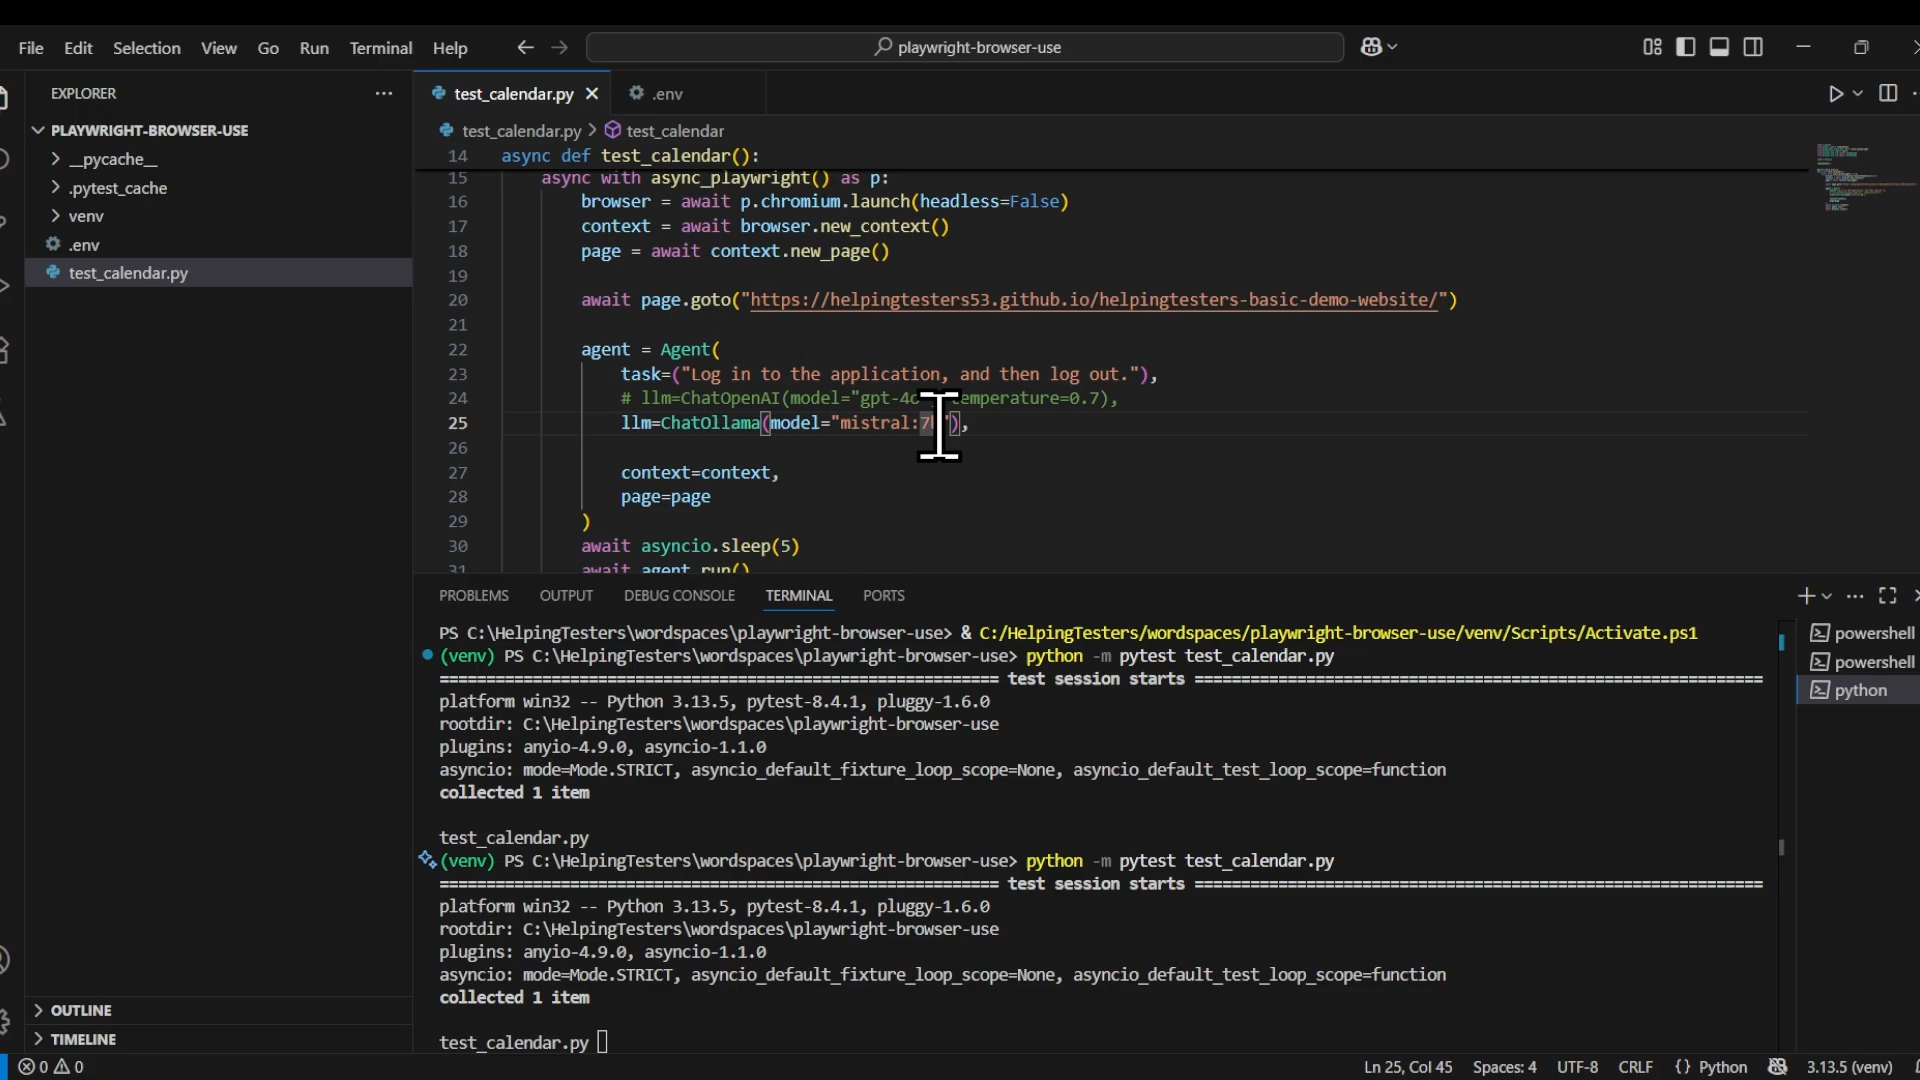 File Edit Selection View Go Run Terminal Help playwright-browser-use
EXPLORER
PLAYWRIGHT-BROWSER-USE
__pycache__
.pytest_cache
venv
.env
test_calendar.py
OUTLINE
TIMELINE
test_calendar.py .env
test_calendar.py > test_calendar
14 async def test_calendar():
15 async with async_playwright() as p:
16 browser = await p.chromium.launch(headless=False)
17 context = await browser.new_context()
18 page = await context.new_page()
19
20 await page.goto("https://helpingtesters53.github.io/helpingtesters-basic-demo-website/")
21
22 agent = Agent(
23 task=("Log in to the application, and then log out."),
24 # llm=ChatOpenAI(model="gpt-4o temperature=0.7),
25 llm=ChatOllama(model="mistral:7 "),
26
27 context=context,
28 page=page
29 )
30 await asyncio.sleep(5)
31 await agent.run()
PROBLEMS OUTPUT DEBUG CONSOLE TERMINAL PORTS
PS C:\HelpingTesters\wordspaces\playwright-browser-use> & C:/HelpingTesters/wordspaces/playwright-browser-use/venv/Scripts/Activate.ps1
(venv) PS C:\HelpingTesters\wordspaces\playwright-browser-use> python -m pytest test_calendar.py
============================= test session starts =============================
platform win32 -- Python 3.13.5, pytest-8.4.1, pluggy-1.6.0
rootdir: C:\HelpingTesters\wordspaces\playwright-browser-use
plugins: anyio-4.9.0, asyncio-1.1.0
asyncio: mode=Mode.STRICT, asyncio_default_fixture_loop_scope=None, asyncio_default_test_loop_scope=function
collected 1 item
test_calendar.py
(venv) PS C:\HelpingTesters\wordspaces\playwright-browser-use> python -m pytest test_calendar.py
============================= test session starts =============================
platform win32 -- Python 3.13.5, pytest-8.4.1, pluggy-1.6.0
rootdir: C:\HelpingTesters\wordspaces\playwright-browser-use
plugins: anyio-4.9.0, asyncio-1.1.0
asyncio: mode=Mode.STRICT, asyncio_default_fixture_loop_scope=None, asyncio_default_test_loop_scope=function
collected 1 item
test_calendar.py
powershell
powershell
python
0 0 Ln 25, Col 45 Spaces: 4 UTF-8 CRLF {} Python 3.13.5 (venv)